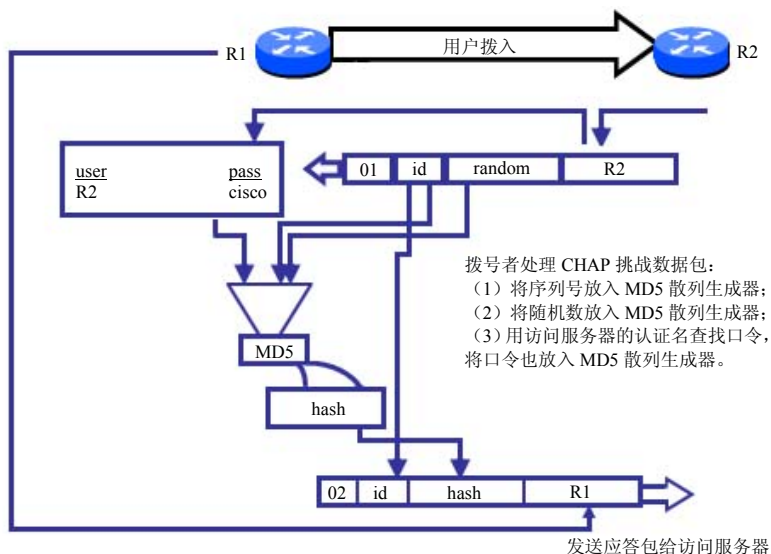 R1
用户拨入
R2
user pass
R2 cisco
01 id random R2
拨号者处理 CHAP 挑战数据包：
（1）将序列号放入 MD5 散列生成器；
（2）将随机数放入 MD5 散列生成器；
（3）用访问服务器的认证名查找口令，
将口令也放入 MD5 散列生成器。
MD5
hash
02 id hash R1
发送应答包给访问服务器